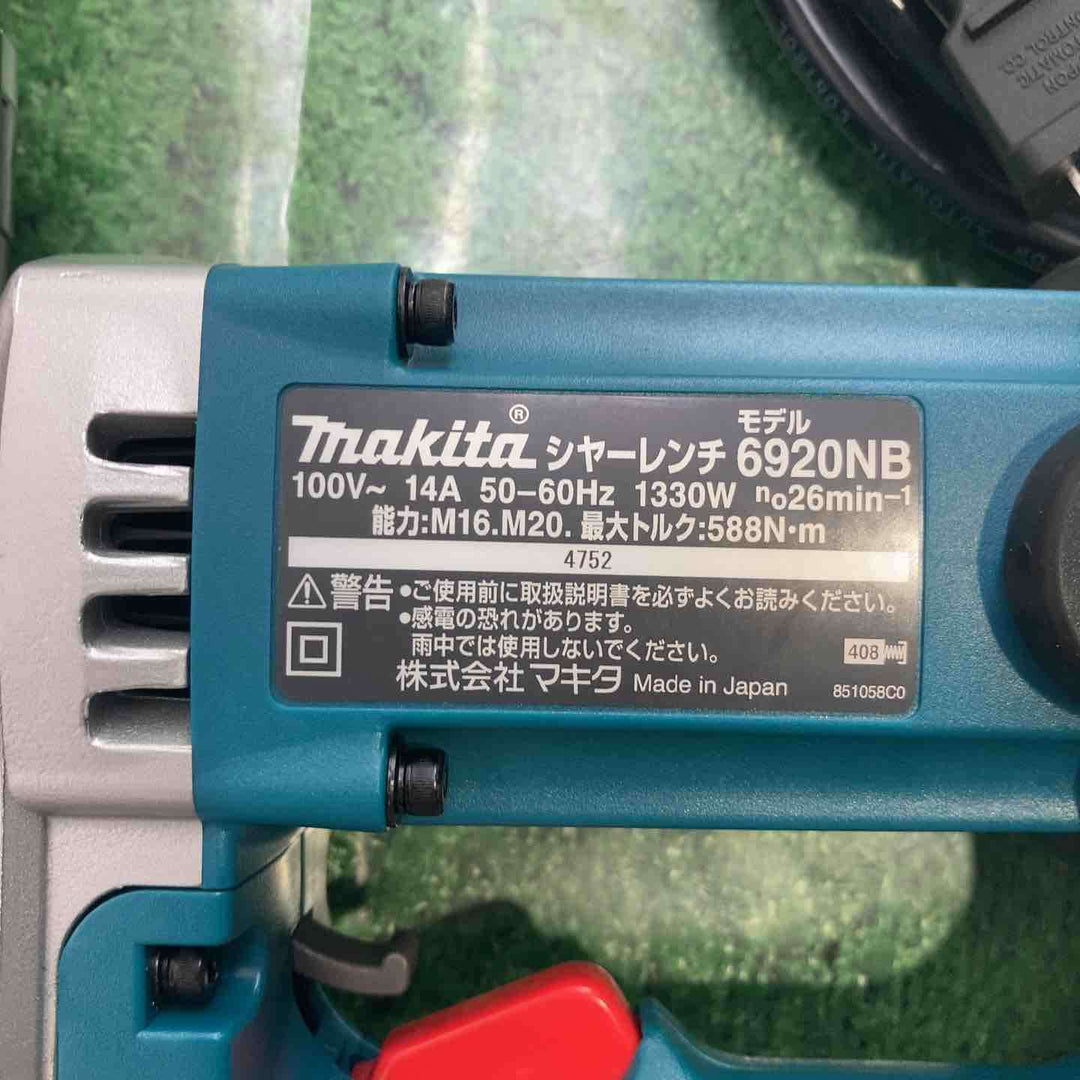 NTROL CO.
makita® シャーレンチ モデル 6920NB
100V~ 14A 50-60Hz 1330W n₀26min⁻¹
能力:M16.M20. 最大トルク:588N・m
4752
⚠警告 •ご使用前に取扱説明書を必ずよくお読みください。
•感電の恐れがあります。
雨中では使用しないでください。
408
株式会社 マキタ Made in Japan 851058C0